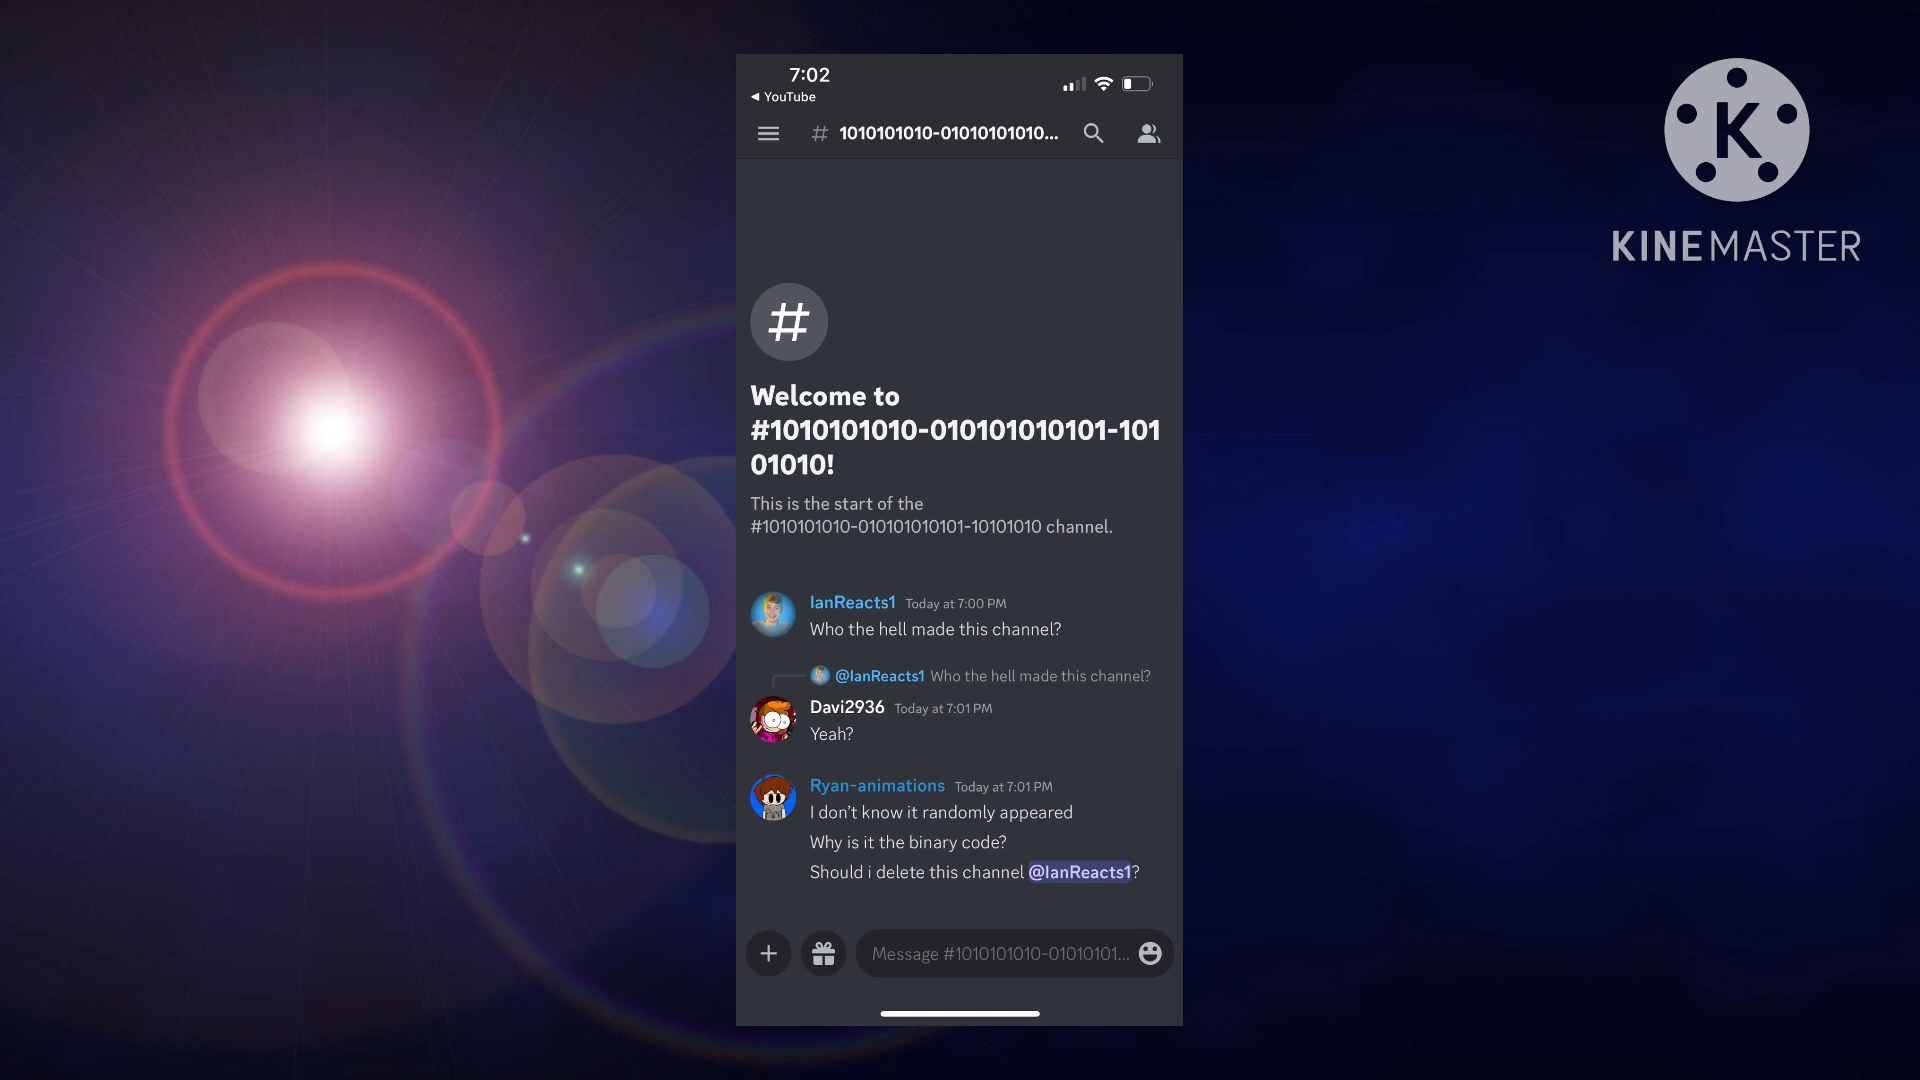 7:02
YouTube
# 1010101010-01010101010...
KINEMASTER
#
Welcome to
#1010101010-010101010101-101
01010!
This is the start of the
#1010101010-010101010101-10101010 channel.
IanReacts1 Today at 7:00 PM
Who the hell made this channel?
@IanReacts1 Who the hell made this channel?
Davi2936 Today at 7:01 PM
Yeah?
Ryan-animations Today at 7:01 PM
I don't know it randomly appeared
Why is it the binary code?
Should i delete this channel @IanReacts1?
Message #1010101010-01010101...